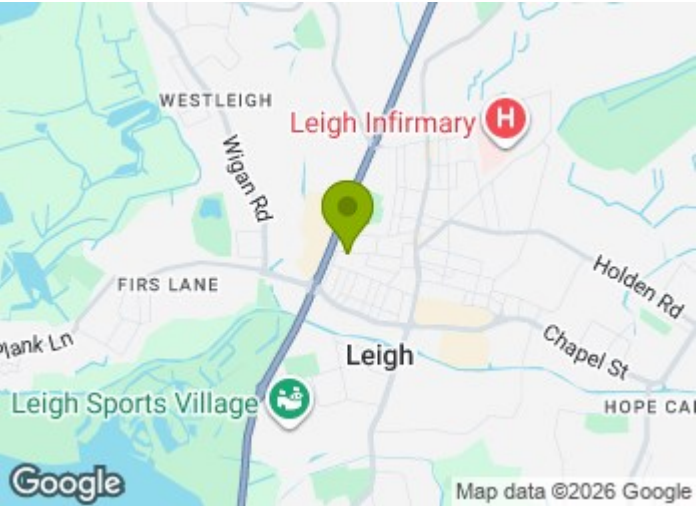 WESTLEIGH
Leigh Infirmary
H
Wigan Rd
Holden Rd
FIRS LANE
Plank Ln
Leigh
Chapel St
Leigh Sports Village
HOPE CAR
Google
Map data ©2026 Google